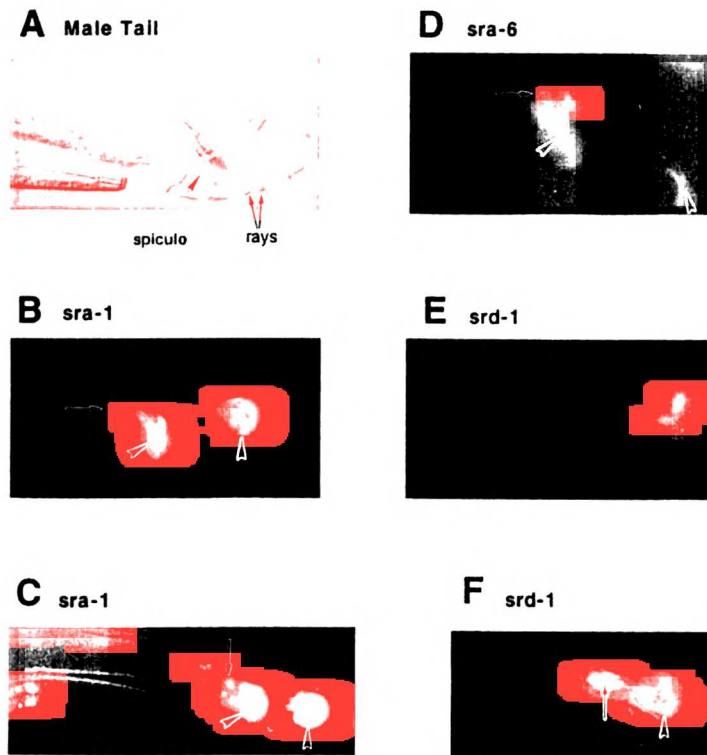 A Male Tail
spiculo
rays
B sra-1
C sra-1
D sra-6
E srd-1
F srd-1